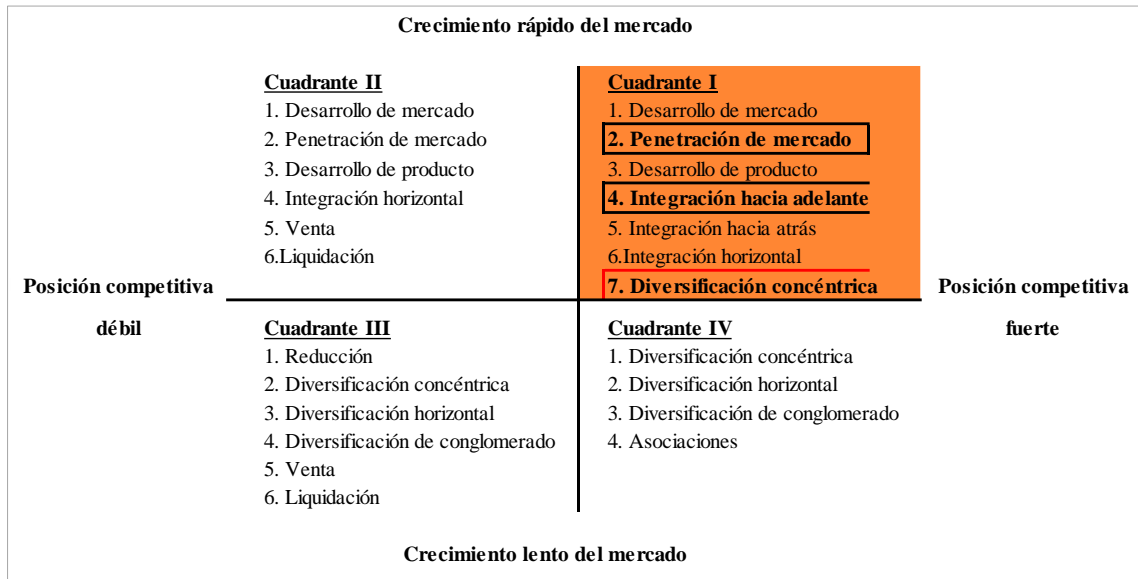 Crecimiento rápido del mercado
Cuadrante II
1. Desarrollo de mercado
2. Penetración de mercado
3. Desarrollo de producto
4. Integración horizontal
5. Venta
6.Liquidación
Cuadrante I
1. Desarrollo de mercado
2. Penetración de mercado
3. Desarrollo de producto
4. Integración hacia adelante
5. Integración hacia atrás
6.Integración horizontal
7. Diversificación concéntrica
Posición competitiva
débil
Posición competitiva
fuerte
Cuadrante III
1. Reducción
2. Diversificación concéntrica
3. Diversificación horizontal
4. Diversificación de conglomerado
5. Venta
6. Liquidación
Cuadrante IV
1. Diversificación concéntrica
2. Diversificación horizontal
3. Diversificación de conglomerado
4. Asociaciones
Crecimiento lento del mercado